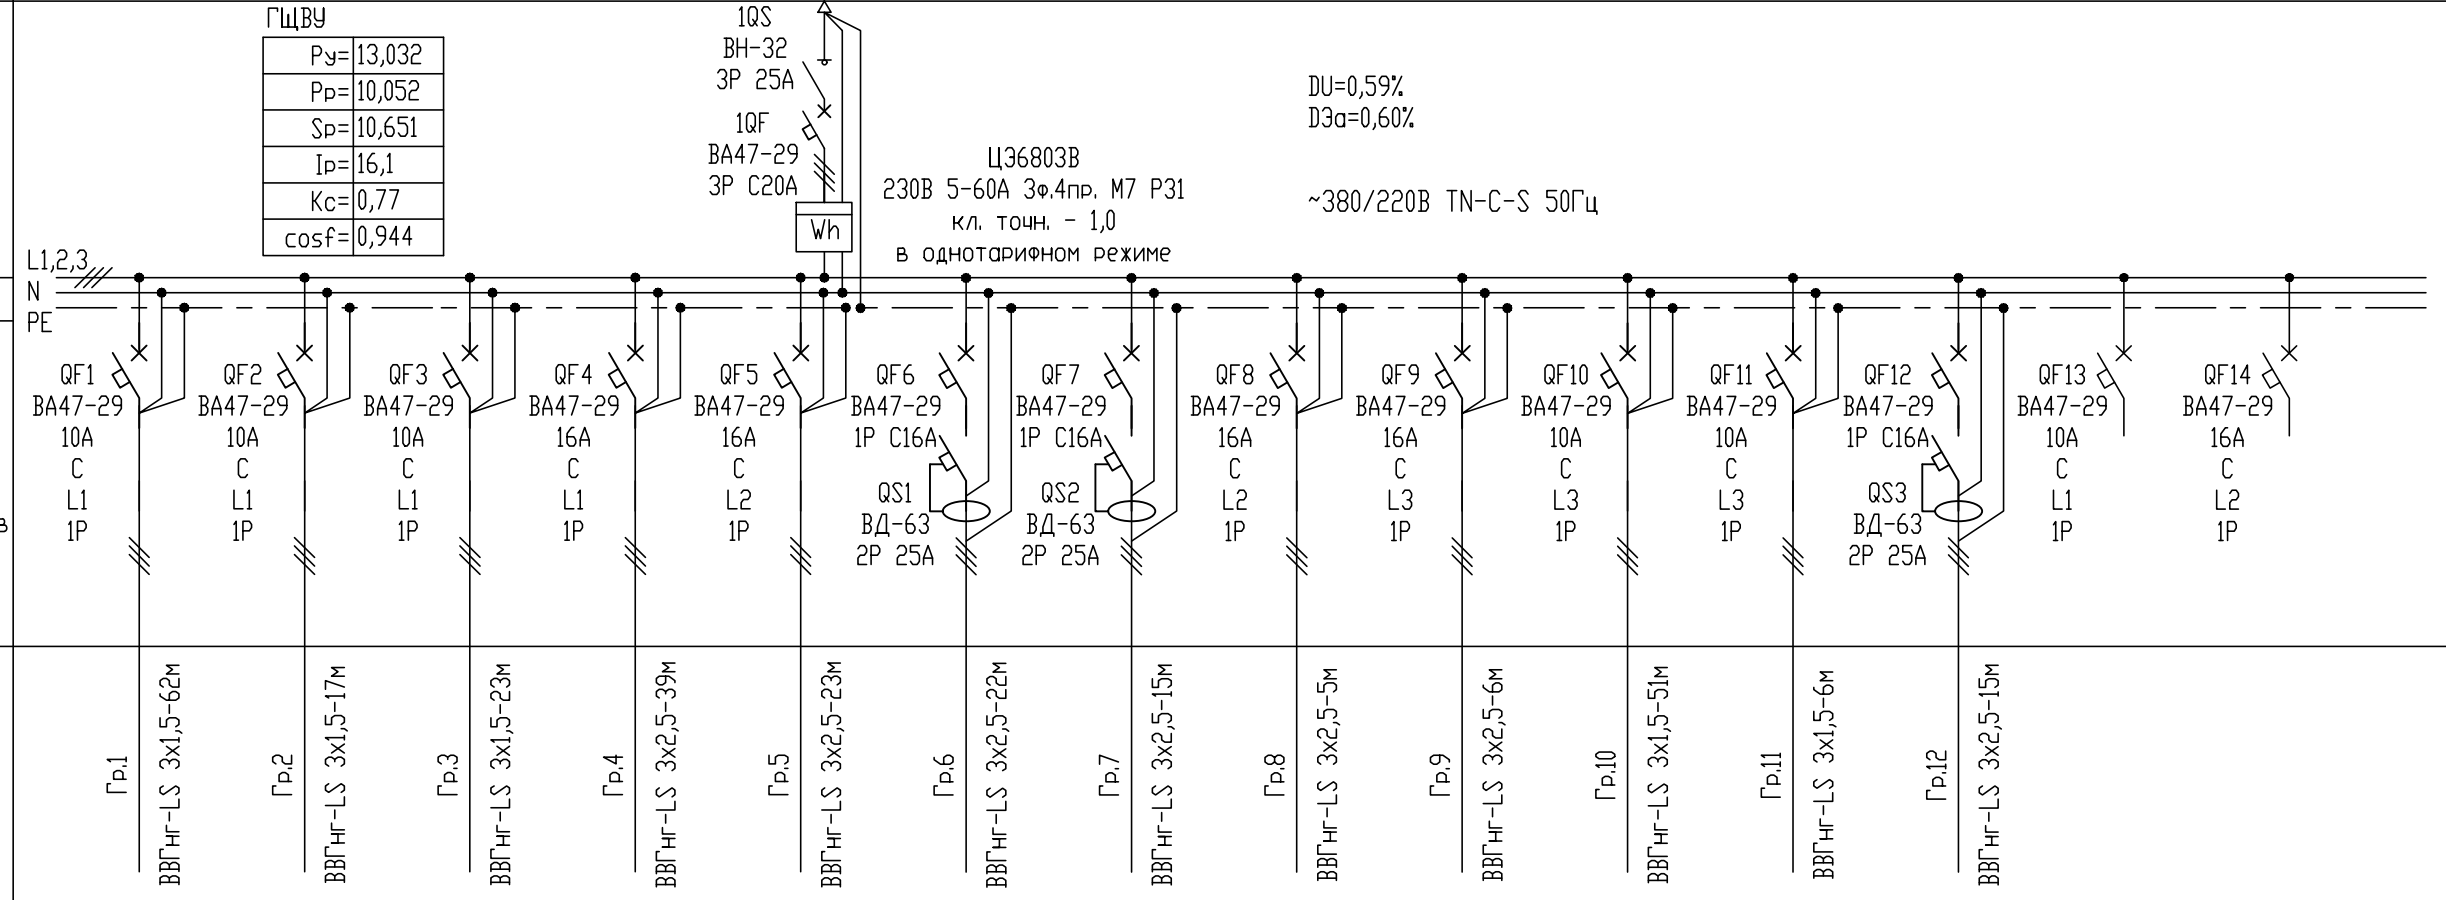 ГЩВУ
Ру= 13,032
Рр= 10,052
Sр= 10,651
Iр= 16,1
Кс= 0,77
cosf= 0,944
1QS
ВН-32
3Р 25А
1QF
ВА47-29
3Р С20А
Wh
ЦЭ6803В
230В 5-60А 3ф.4пр. М7 Р31
кл. точн. - 1,0
в однотарифном режиме
DU=0,59%
DЭа=0,60%
~380/220В TN-C-S 50Гц
L1,2,3
N
PE
в
QF1
ВА47-29
10А
С
L1
1Р
QF2
ВА47-29
10А
С
L1
1Р
QF3
ВА47-29
10А
С
L1
1Р
QF4
ВА47-29
16А
С
L1
1Р
QF5
ВА47-29
16А
С
L2
1Р
QF6
ВА47-29
1Р С16А
QS1
ВД-63
2Р 25А
QF7
ВА47-29
1Р С16А
QS2
ВД-63
2Р 25А
QF8
ВА47-29
16А
С
L2
1Р
QF9
ВА47-29
16А
С
L3
1Р
QF10
ВА47-29
10А
С
L3
1Р
QF11
ВА47-29
10А
С
L3
1Р
QF12
ВА47-29
1Р С16А
QS3
ВД-63
2Р 25А
QF13
ВА47-29
10А
С
L1
1Р
QF14
ВА47-29
16А
С
L2
1Р
Гр.1
ВВГнг-LS 3х1,5-62м
Гр.2
ВВГнг-LS 3х1,5-17м
Гр.3
ВВГнг-LS 3х1,5-23м
Гр.4
ВВГнг-LS 3х2,5-39м
Гр.5
ВВГнг-LS 3х2,5-23м
Гр.6
ВВГнг-LS 3х2,5-22м
Гр.7
ВВГнг-LS 3х2,5-15м
Гр.8
ВВГнг-LS 3х2,5-5м
Гр.9
ВВГнг-LS 3х2,5-6м
Гр.10
ВВГнг-LS 3х1,5-51м
Гр.11
ВВГнг-LS 3х1,5-6м
Гр.12
ВВГнг-LS 3х2,5-15м